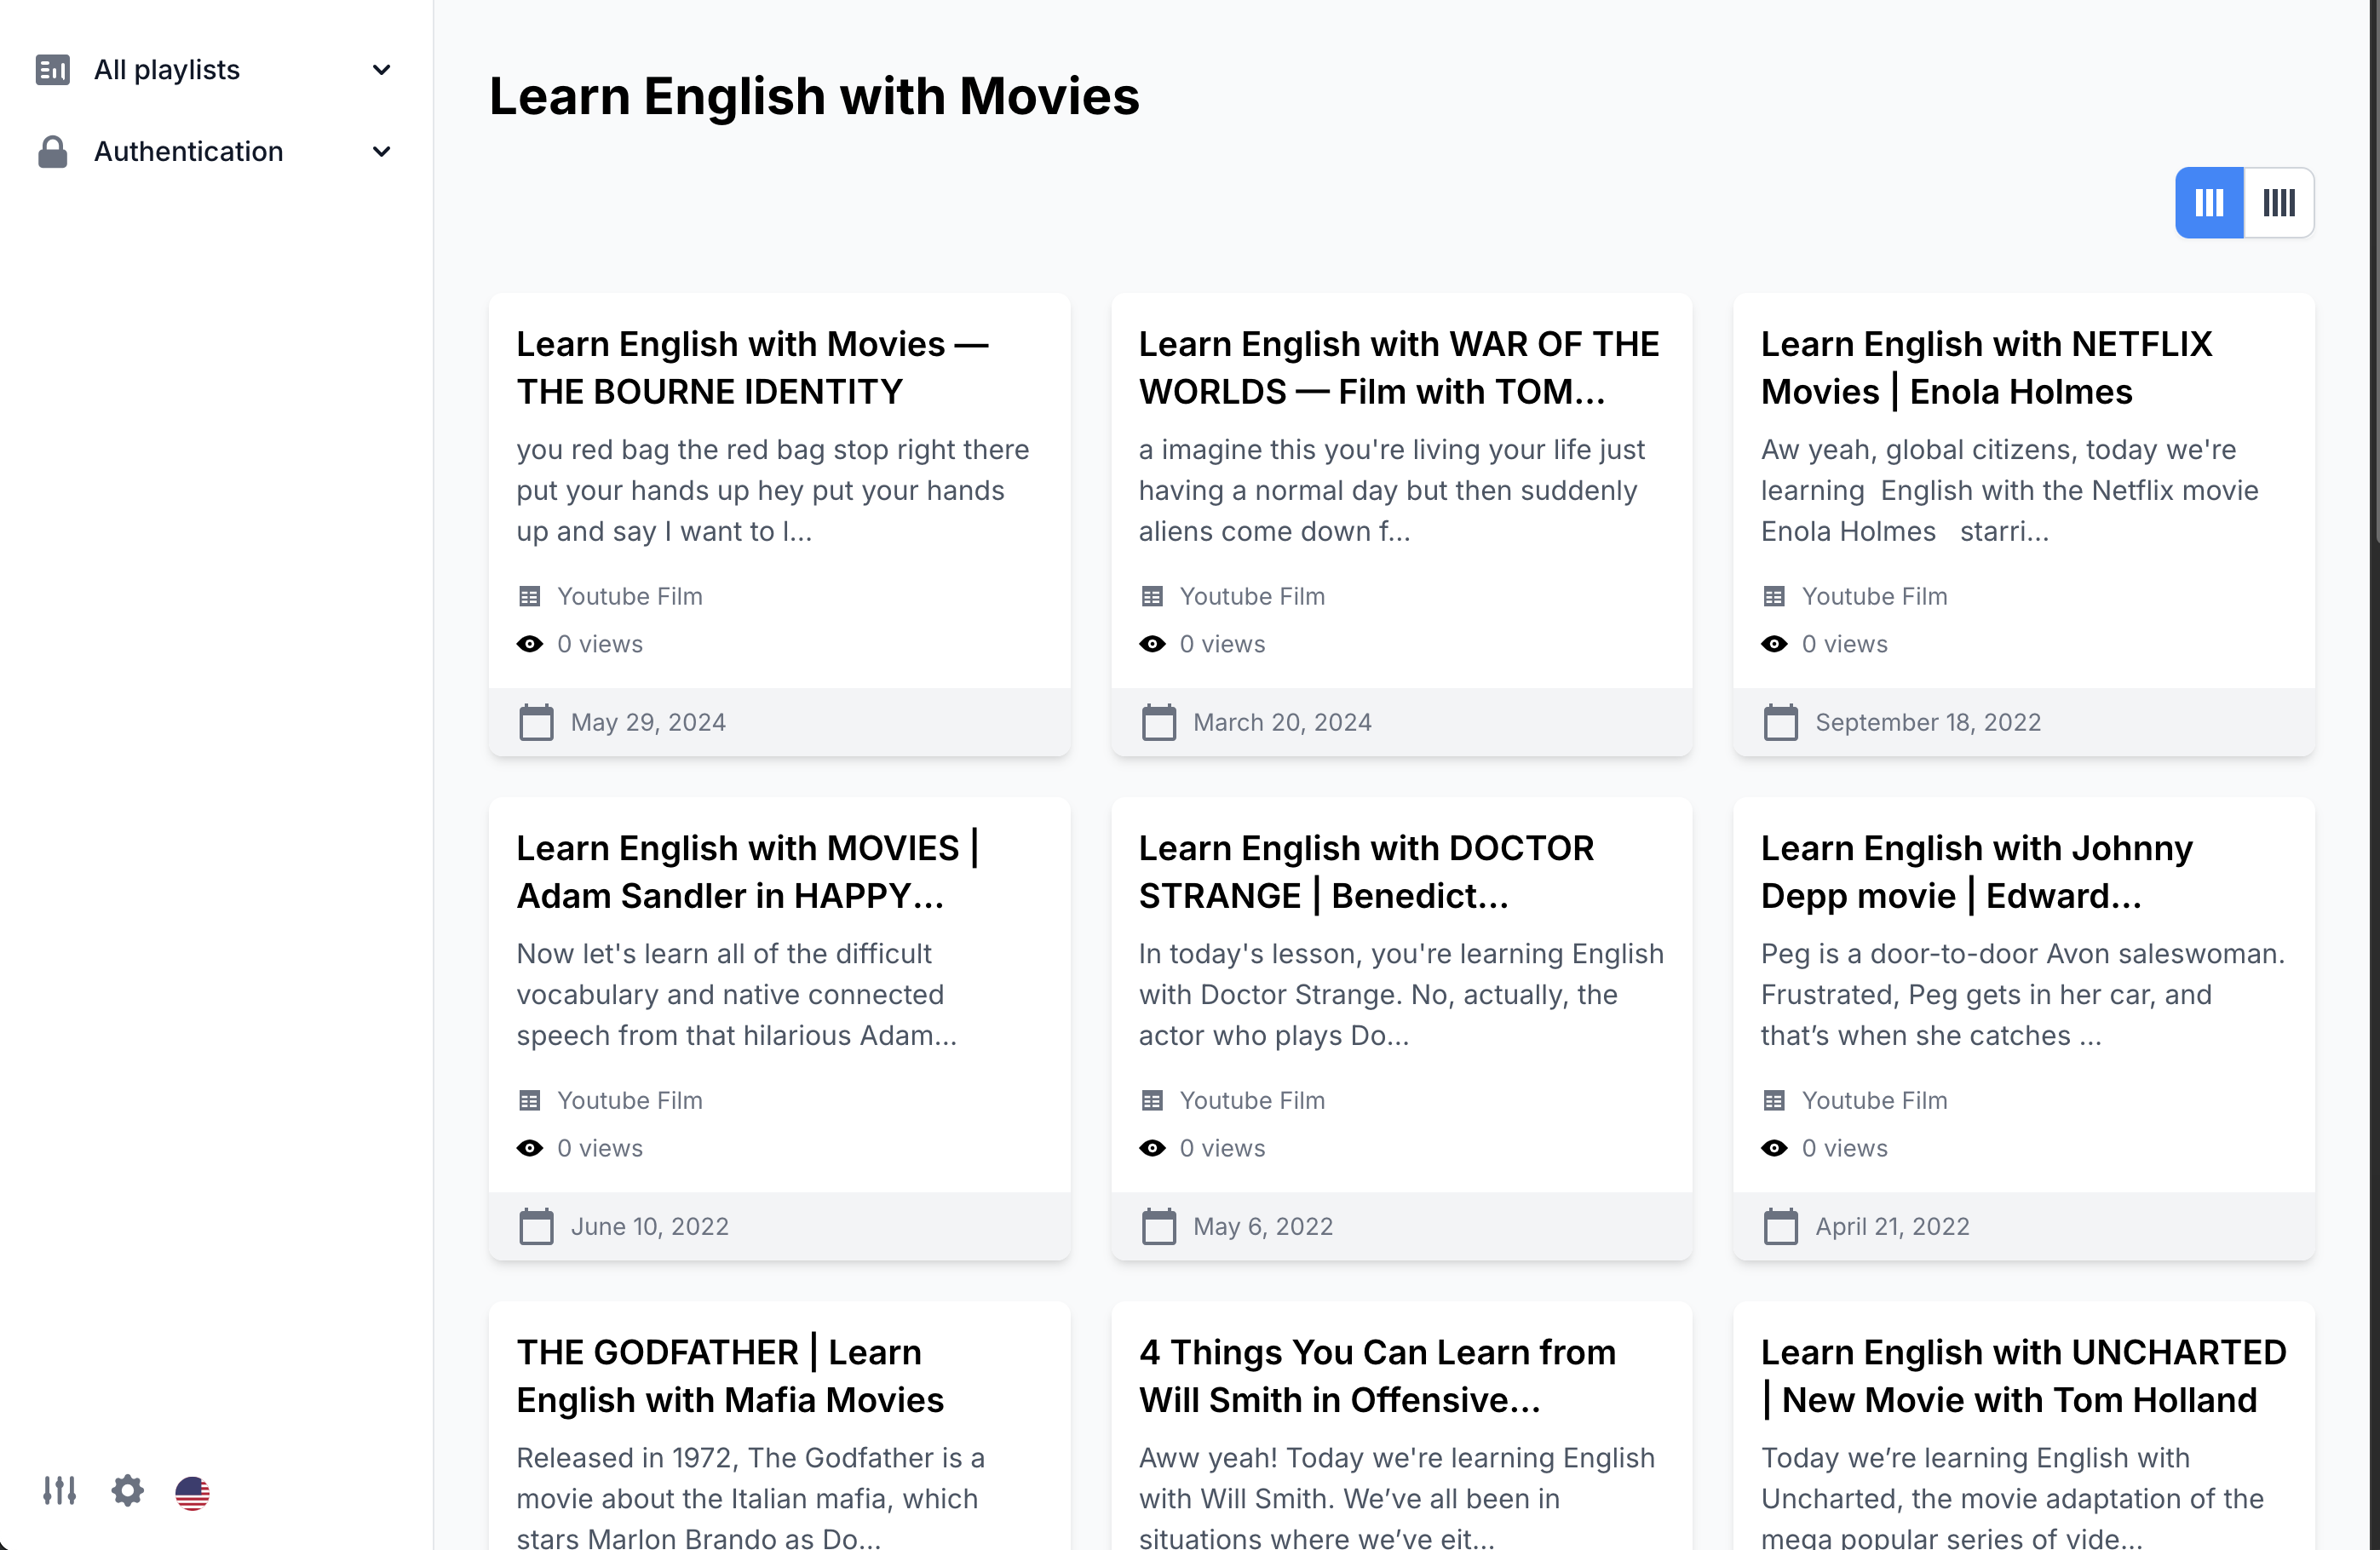 All playlists
Authentication
Learn English with Movies
Learn English with Movies —
THE BOURNE IDENTITY
you red bag the red bag stop right there
put your hands up hey put your hands
up and say I want to l...
Youtube Film
0 views
May 29, 2024
Learn English with WAR OF THE
WORLDS — Film with TOM...
a imagine this you're living your life just
having a normal day but then suddenly
aliens come down f...
Youtube Film
0 views
March 20, 2024
Learn English with NETFLIX
Movies | Enola Holmes
Aw yeah, global citizens, today we're
learning  English with the Netflix movie
Enola Holmes   starri...
Youtube Film
0 views
September 18, 2022
Learn English with MOVIES |
Adam Sandler in HAPPY...
Now let's learn all of the difficult
vocabulary and native connected
speech from that hilarious Adam...
Youtube Film
0 views
June 10, 2022
Learn English with DOCTOR
STRANGE | Benedict...
In today's lesson, you're learning English
with Doctor Strange. No, actually, the
actor who plays Do...
Youtube Film
0 views
May 6, 2022
Learn English with Johnny
Depp movie | Edward...
Peg is a door-to-door Avon saleswoman.
Frustrated, Peg gets in her car, and
that’s when she catches ...
Youtube Film
0 views
April 21, 2022
THE GODFATHER | Learn
English with Mafia Movies
Released in 1972, The Godfather is a
movie about the Italian mafia, which
stars Marlon Brando as Do...
4 Things You Can Learn from
Will Smith in Offensive...
Aww yeah! Today we're learning English
with Will Smith. We’ve all been in
situations where we’ve eit...
Learn English with UNCHARTED
| New Movie with Tom Holland
Today we’re learning English with
Uncharted, the movie adaptation of the
mega popular series of vide...